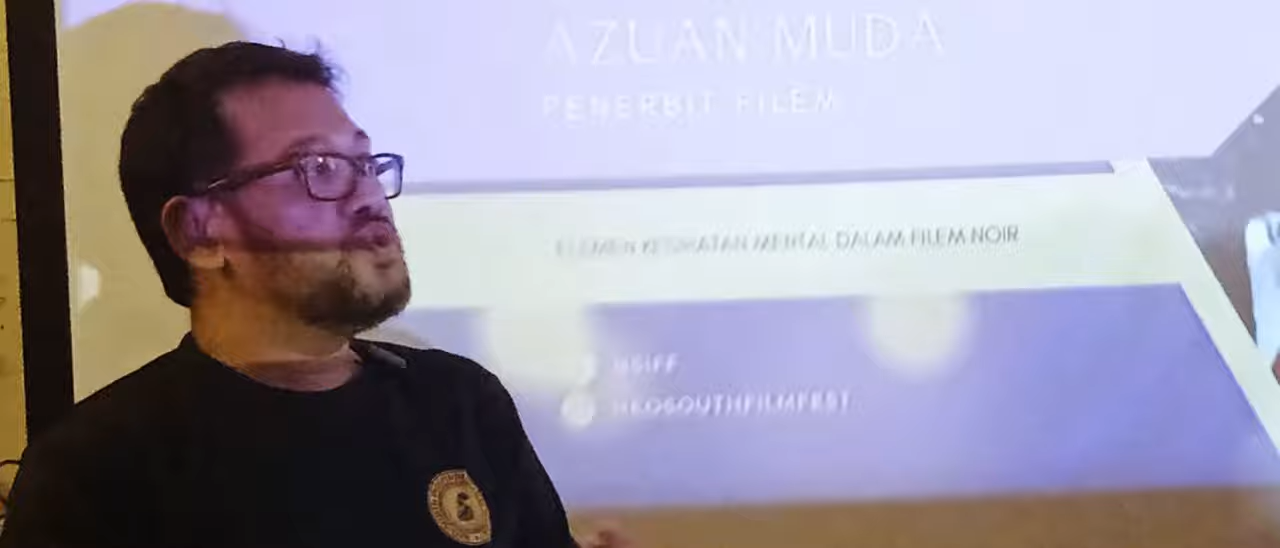 AZUAN MUDA
PENERBIT FILEM
ELEMEN KESIHATAN MENTAL DALAM FILEM NOIR
NSIFF
NEOSOUTHFILMFEST